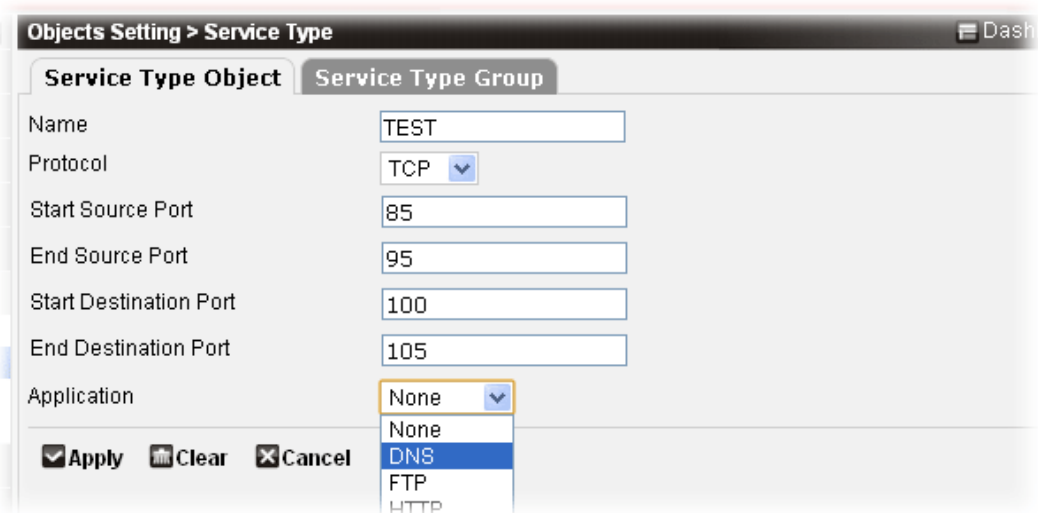 Objects Setting > Service Type Dash
Service Type Object Service Type Group
Name TEST
Protocol TCP
Start Source Port 85
End Source Port 95
Start Destination Port 100
End Destination Port 105
Application None
None
DNS
FTP
HTTP
Apply Clear Cancel